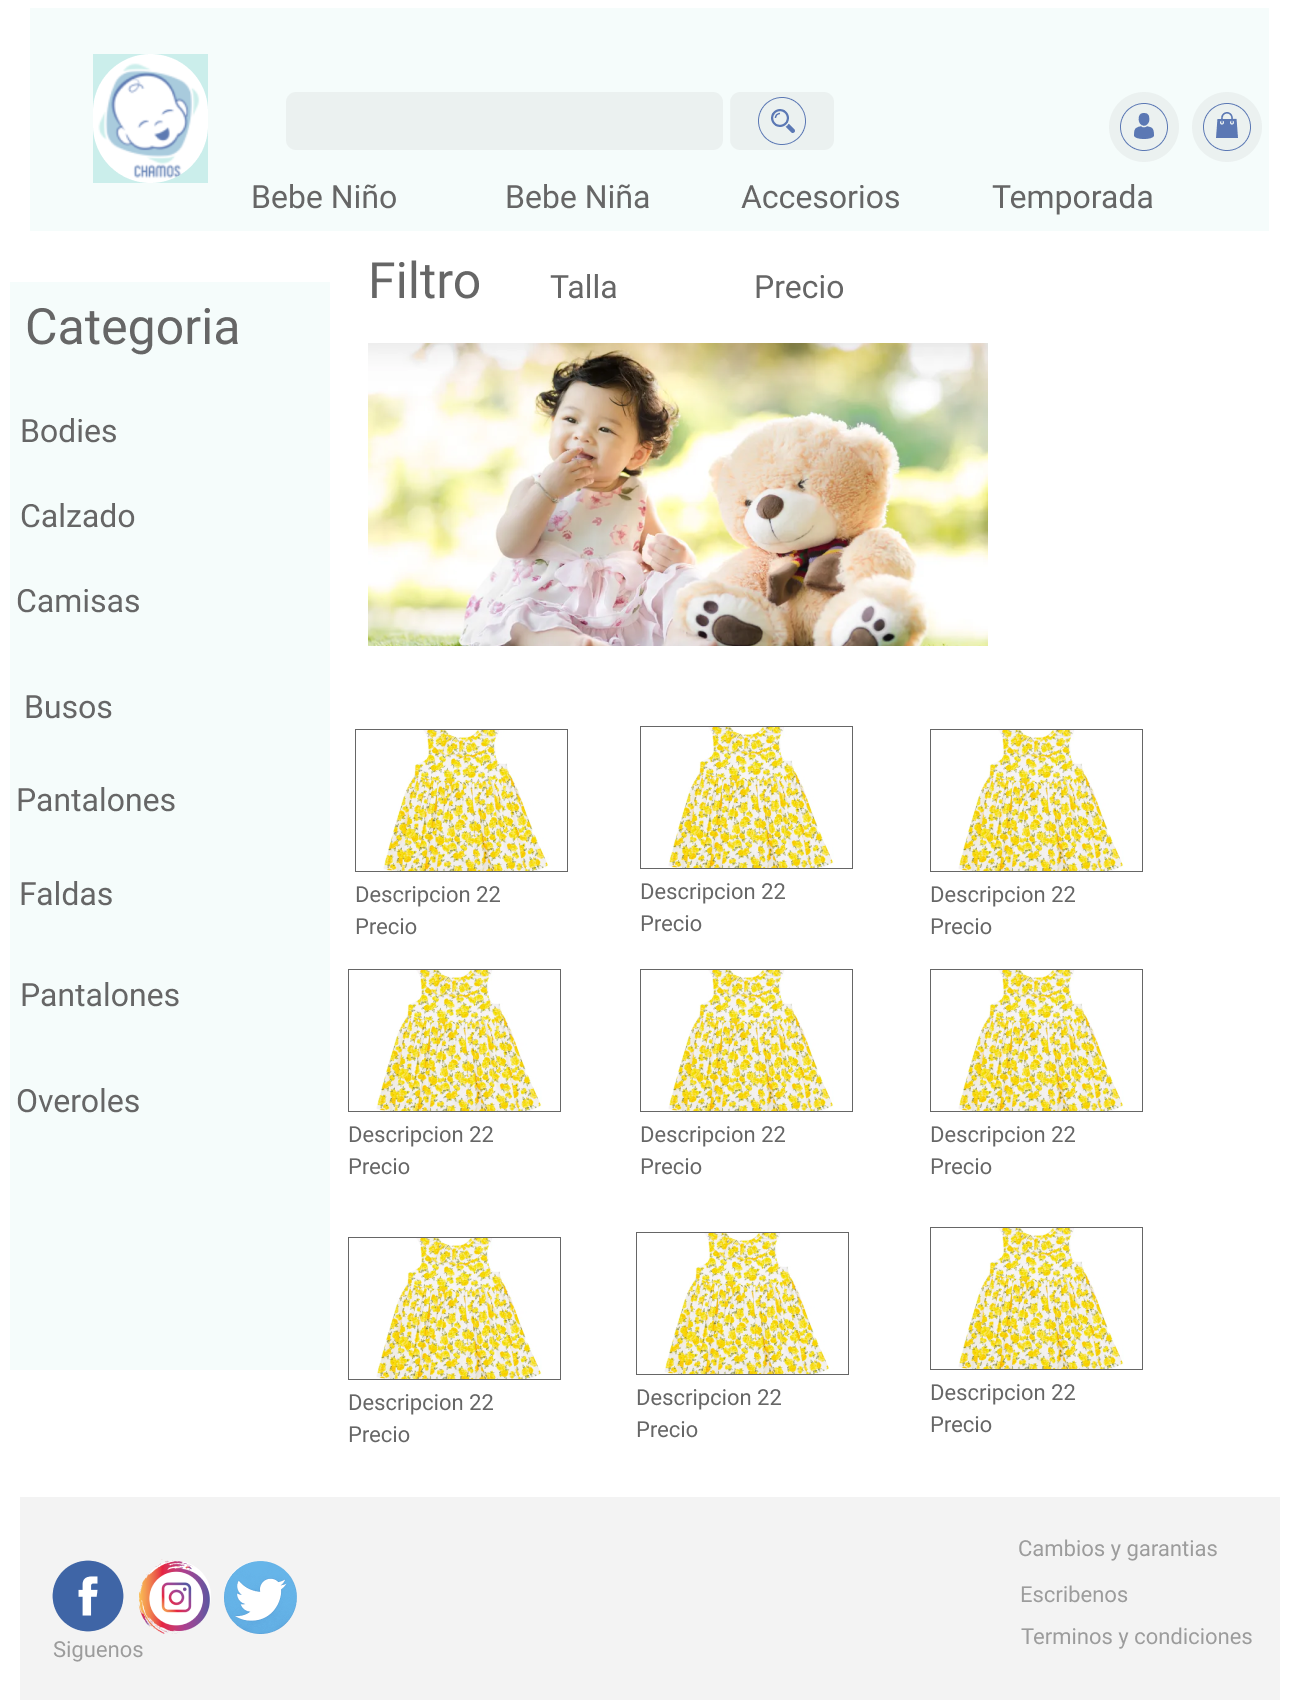 CHAMOS
Bebe Niño
Bebe Niña
Accesorios
Temporada
Filtro
Talla
Precio
Categoria
Bodies
Calzado
Camisas
Busos
Pantalones
Faldas
Pantalones
Overoles
Descripcion 22
Precio
Descripcion 22
Precio
Descripcion 22
Precio
Descripcion 22
Precio
Descripcion 22
Precio
Descripcion 22
Precio
Descripcion 22
Precio
Descripcion 22
Precio
Descripcion 22
Precio
Siguenos
Cambios y garantias
Escribenos
Terminos y condiciones